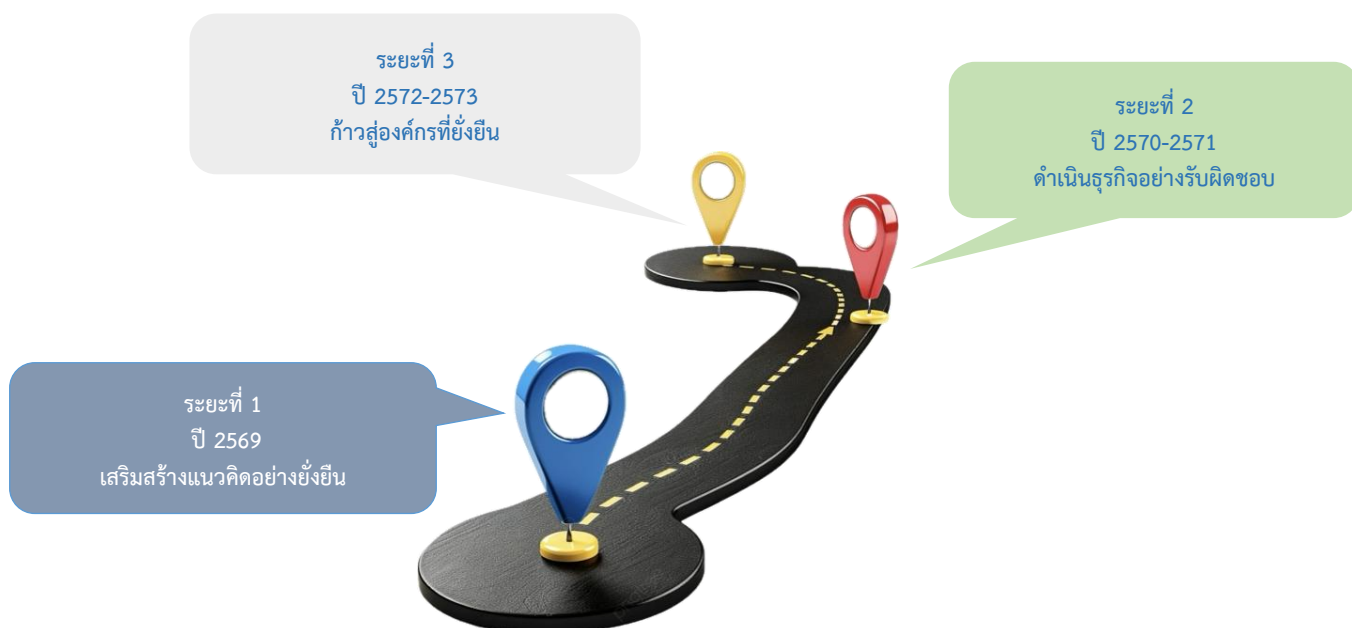 ระยะที่ 3
ปี 2572-2573
ก้าวสู่องค์กรที่ยั่งยืน
ระยะที่ 2
ปี 2570-2571
ดำเนินธุรกิจอย่างรับผิดชอบ
ระยะที่ 1
ปี 2569
เสริมสร้างแนวคิดอย่างยั่งยืน